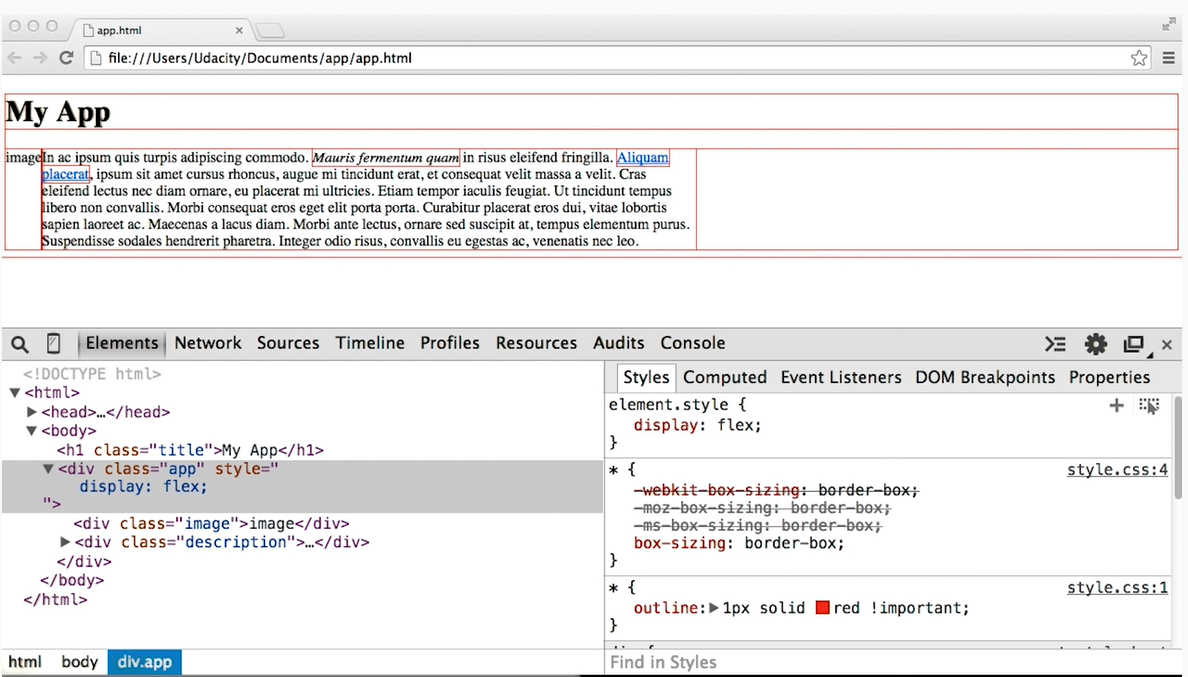 app.html ×
file:///Users/Udacity/Documents/app/app.html
My App
image In ac ipsum quis turpis adipiscing commodo. Mauris fermentum quam in risus eleifend fringilla. Aliquam
placerat, ipsum sit amet cursus rhoncus, augue mi tincidunt erat, et consequat velit massa a velit. Cras
eleifend lectus nec diam ornare, eu placerat mi ultricies. Etiam tempor iaculis feugiat. Ut tincidunt tempus
libero non convallis. Morbi consequat eros eget elit porta porta. Curabitur placerat eros dui, vitae lobortis
sapien laoreet ac. Maecenas a lacus diam. Morbi ante lectus, ornare sed suscipit at, tempus elementum purus.
Suspendisse sodales hendrerit pharetra. Integer odio risus, convallis eu egestas ac, venenatis nec leo.
Elements Network Sources Timeline Profiles Resources Audits Console
<!DOCTYPE html>
▼<html>
▶<head>…</head>
▼<body>
<h1 class="title">My App</h1>
▼<div class="app" style="
display: flex;
">
<div class="image">image</div>
▶<div class="description">…</div>
</div>
</body>
</html>
html body div.app
Styles Computed Event Listeners DOM Breakpoints Properties
element.style {
display: flex;
}
* { style.css:4
-webkit-box-sizing: border-box;
-moz-box-sizing: border-box;
-ms-box-sizing: border-box;
box-sizing: border-box;
}
* { style.css:1
outline:▶1px solid red !important;
}
Find in Styles